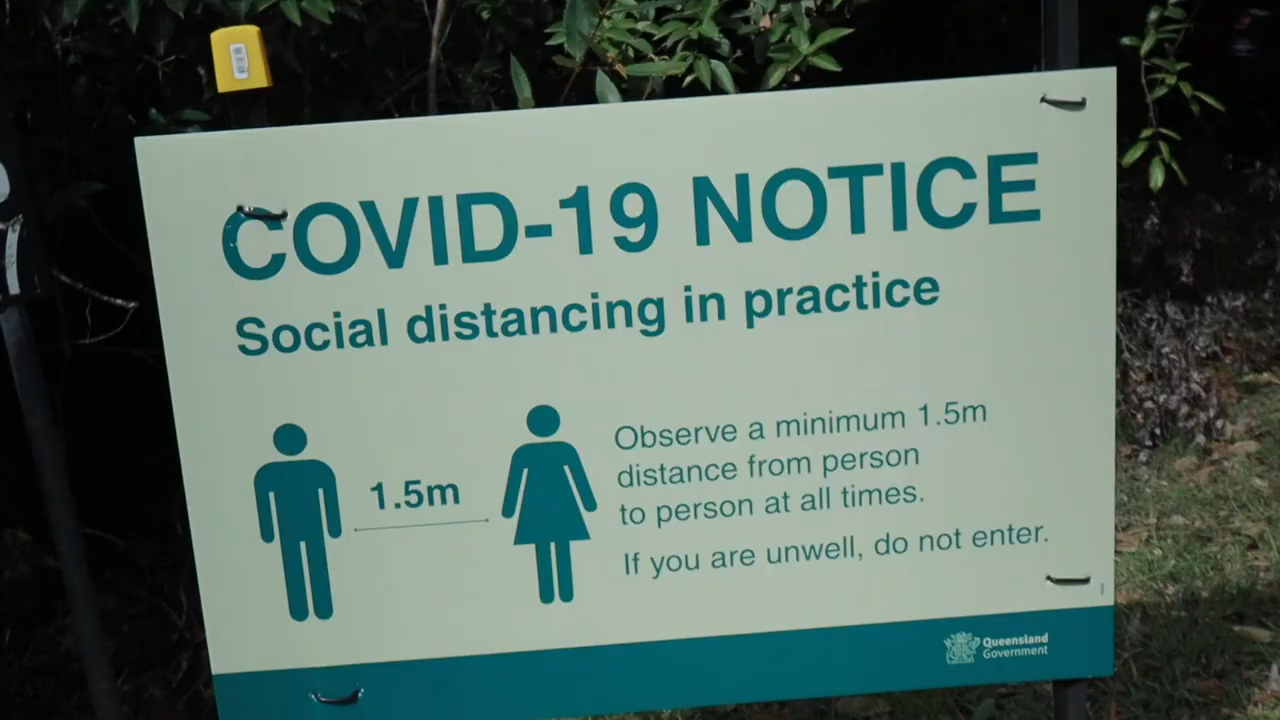 COVID-19 NOTICE
Social distancing in practice
1.5m
Observe a minimum 1.5m
distance from person
to person at all times.
If you are unwell, do not enter.
Queensland
Government